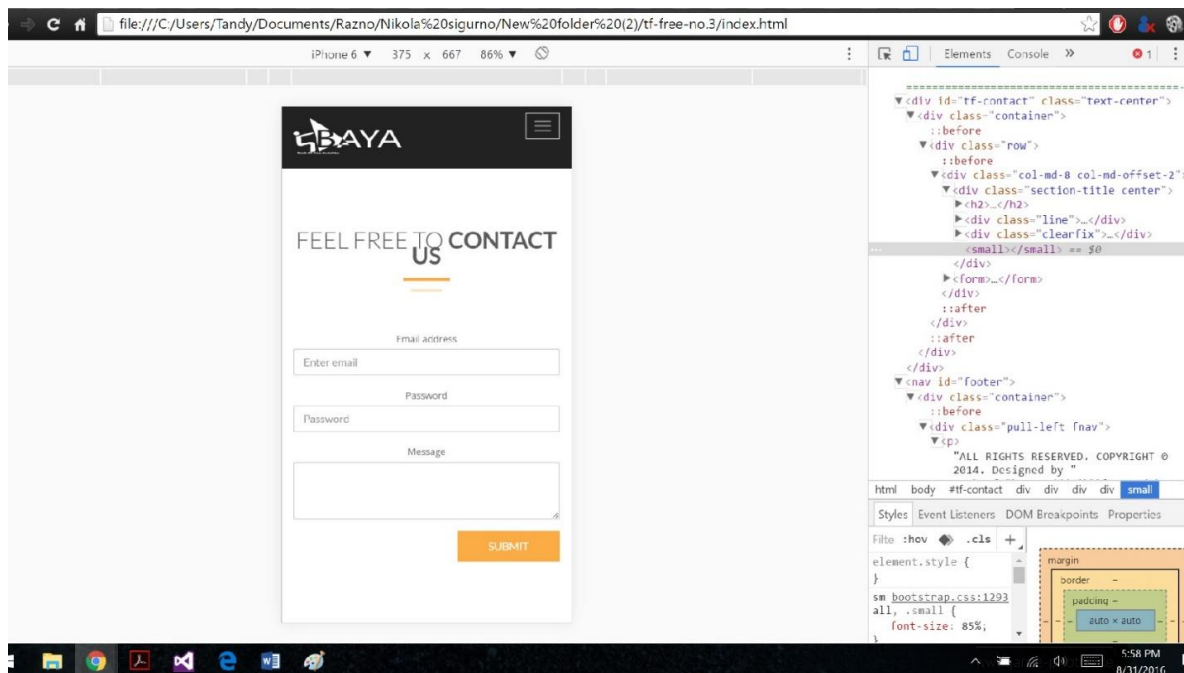 file:///C:/Users/Tandy/Documents/Razno/Nikola%20sigurno/New%20folder%20(2)/tf-free-no.3/index.html
iPhone 6 ▼ 375 x 667 86% ▼
BAYA
FEEL FREE TO CONTACT
US
Email address
Enter email
Password
Password
Message
SUBMIT
Elements Console » 1
================================================-
▼<div id="tf-contact" class="text-center">
▼<div class="container">
::before
▼<div class="row">
::before
▼<div class="col-md-8 col-md-offset-2"
▼<div class="section-title center">
▶<h2>…</h2>
▶<div class="line">…</div>
▶<div class="clearfix">…</div>
... <small></small> == $0
</div>
▶<form>…</form>
</div>
::after
</div>
::after
</div>
</div>
▼<nav id="footer">
▼<div class="container">
::before
▼<div class="pull-left fnav">
▼<p>
"ALL RIGHTS RESERVED. COPYRIGHT ©
2014. Designed by "
html body #tf-contact div div div div small
Styles Event Listeners DOM Breakpoints Properties
Filte :hov .cls +
element.style {
}
sm bootstrap.css:1293
all, .small {
font-size: 85%;
margin
border –
padding –
auto × auto
5:58 PM
8/31/2016